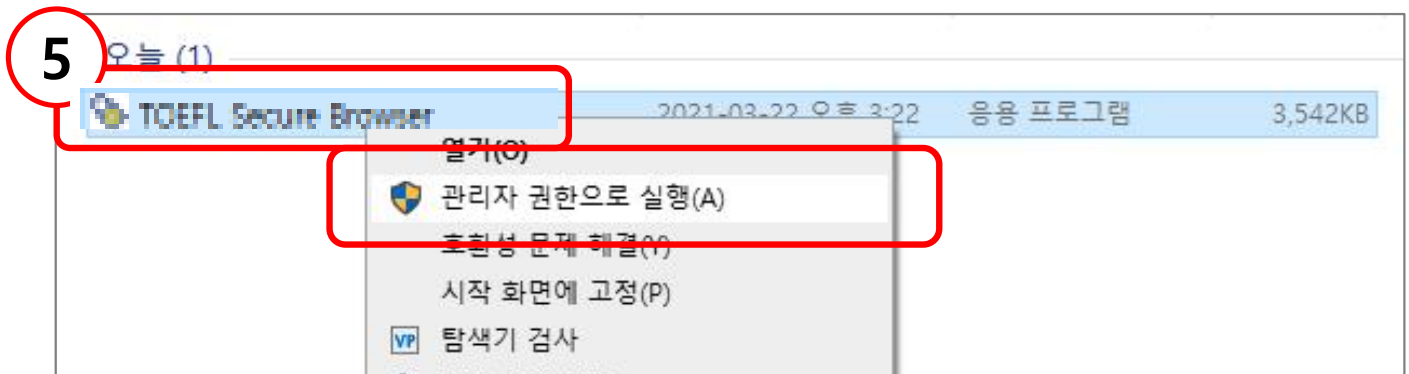 5
오늘 (1)
TOEFL Secure Browser 2021-03-22 오후 3:22 응용 프로그램 3,542KB
열기(O)
관리자 권한으로 실행(A)
호환성 문제 해결(Y)
시작 화면에 고정(P)
VP 탐색기 검사